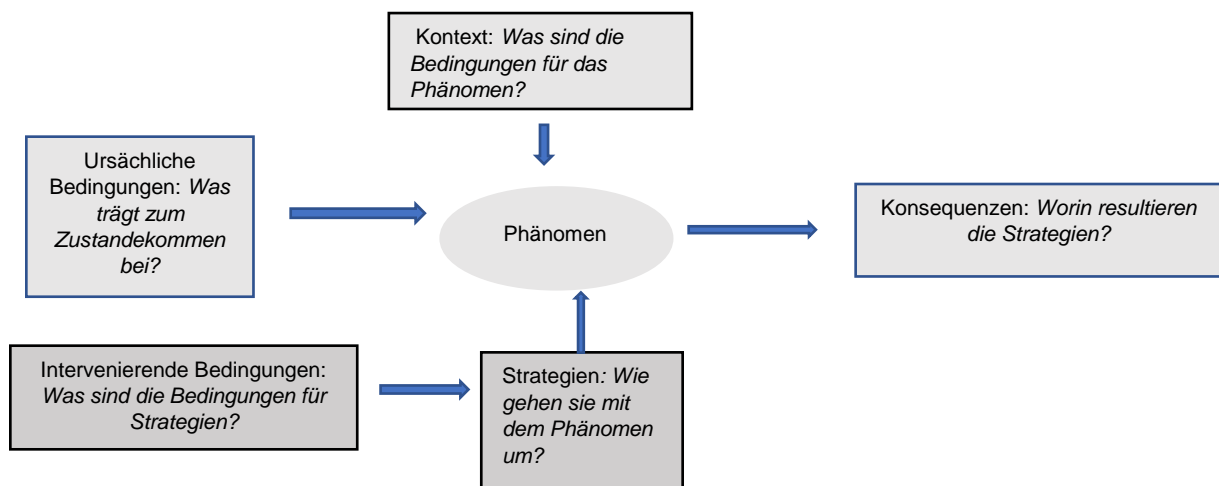 Kontext: Was sind die
Bedingungen für das
Phänomen?
Ursächliche
Bedingungen: Was
trägt zum
Zustandekommen
bei?
Phänomen
Konsequenzen: Worin resultieren
die Strategien?
Intervenierende Bedingungen:
Was sind die Bedingungen für
Strategien?
Strategien: Wie
gehen sie mit
dem Phänomen
um?